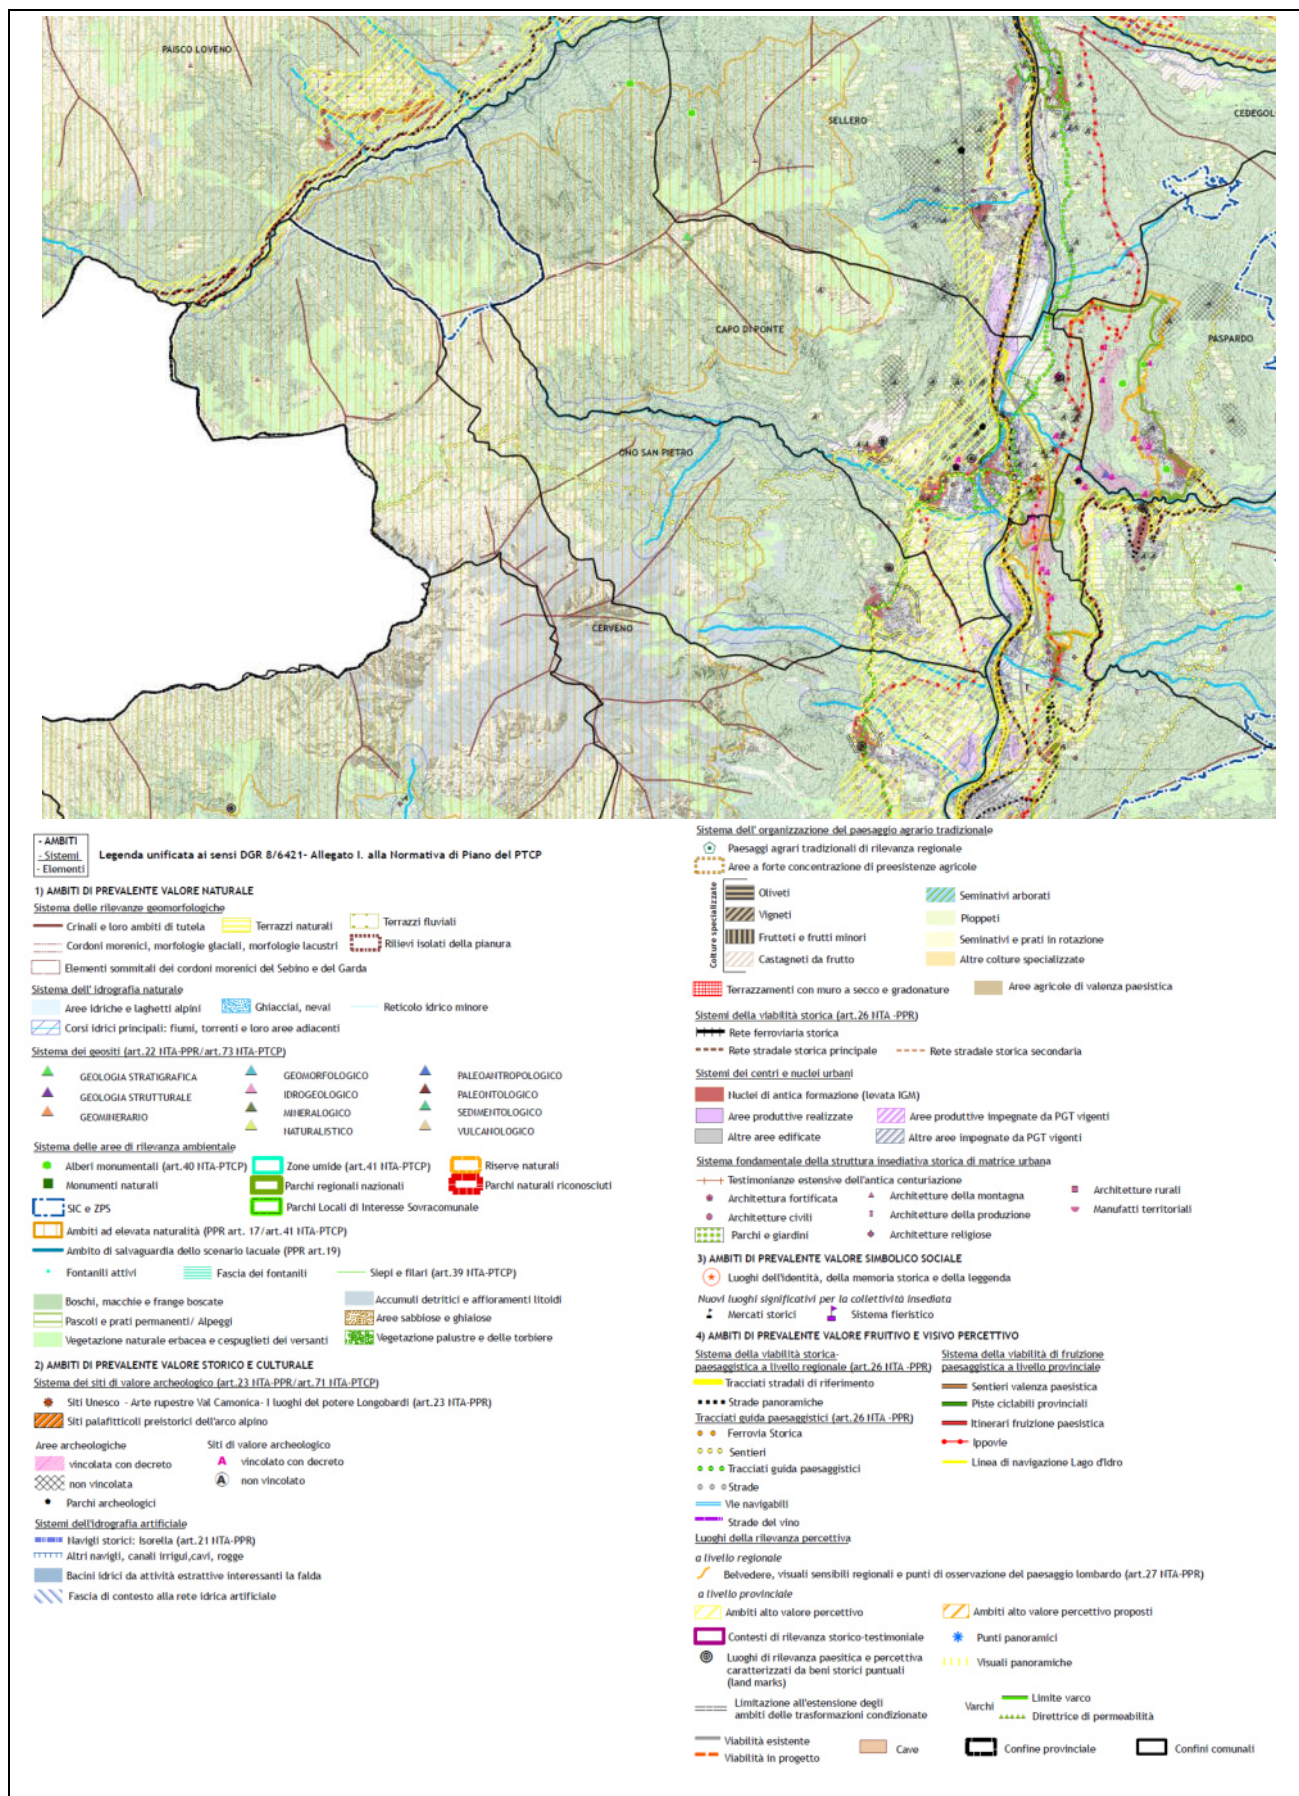 PAISCO LOVENO
SELLERO
CEDEGOL
CAPO DI PONTE
PASPARDO
ONO SAN PIETRO
CERVENO
- AMBITI
- Sistemi
- Elementi
Legenda unificata ai sensi DGR 8/6421- Allegato I. alla Normativa di Piano del PTCP
1) AMBITI DI PREVALENTE VALORE NATURALE
Sistema delle rilevanze geomorfologiche
Crinali e loro ambiti di tutela
Terrazzi naturali
Terrazzi fluviali
Cordoni morenici, morfologie glaciali, morfologie lacustri
Rilievi isolati della pianura
Elementi sommitali dei cordoni morenici del Sebino e del Garda
Sistema dell' idrografia naturale
Aree idriche e laghetti alpini
Ghiacciai, nevai
Reticolo idrico minore
Corsi idrici principali: fiumi, torrenti e loro aree adiacenti
Sistema dei geositi (art.22 NTA-PPR/art.73 NTA-PTCP)
GEOLOGIA STRATIGRAFICA
GEOMORFOLOGICO
PALEOANTROPOLOGICO
GEOLOGIA STRUTTURALE
IDROGEOLOGICO
PALEONTOLOGICO
GEOMINERARIO
MINERALOGICO
SEDIMENTOLOGICO
NATURALISTICO
VULCANOLOGICO
Sistema delle aree di rilevanza ambientale
Alberi monumentali (art.40 NTA-PTCP)
Zone umide (art.41 NTA-PTCP)
Riserve naturali
Monumenti naturali
Parchi regionali nazionali
Parchi naturali riconosciuti
SIC e ZPS
Parchi Locali di Interesse Sovracomunale
Ambiti ad elevata naturalità (PPR art. 17/art.41 NTA-PTCP)
Ambito di salvaguardia dello scenario lacuale (PPR art.19)
Fontanili attivi
Fascia dei fontanili
Siepi e filari (art.39 NTA-PTCP)
Boschi, macchie e frange boscate
Accumuli detritici e affioramenti litoidi
Pascoli e prati permanenti/ Alpeggi
Aree sabbiose e ghiaiose
Vegetazione naturale erbacea e cespuglieti dei versanti
Vegetazione palustre e delle torbiere
2) AMBITI DI PREVALENTE VALORE STORICO E CULTURALE
Sistema dei siti di valore archeologico (art.23 NTA-PPR/art.71 NTA-PTCP)
Siti Unesco - Arte rupestre Val Camonica- I luoghi del potere Longobardi (art.23 NTA-PPR)
Siti palafitticoli preistorici dell'arco alpino
Aree archeologiche
Siti di valore archeologico
vincolata con decreto
A vincolato con decreto
non vincolata
A non vincolato
Parchi archeologici
Sistemi dell'idrografia artificiale
Navigli storici: Isorella (art.21 NTA-PPR)
Altri navigli, canali irrigui,cavi, rogge
Bacini idrici da attività estrattive interessanti la falda
Fascia di contesto alla rete idrica artificiale
Sistema dell' organizzazione del paesaggio agrario tradizionale
Paesaggi agrari tradizionali di rilevanza regionale
Aree a forte concentrazione di preesistenze agricole
Colture specializzate
Oliveti
Seminativi arborati
Vigneti
Pioppeti
Frutteti e frutti minori
Seminativi e prati in rotazione
Castagneti da frutto
Altre colture specializzate
Terrazzamenti con muro a secco e gradonature
Aree agricole di valenza paesistica
Sistemi della viabilità storica (art.26 NTA -PPR)
Rete ferroviaria storica
Rete stradale storica principale
Rete stradale storica secondaria
Sistemi dei centri e nuclei urbani
Nuclei di antica formazione (levata IGM)
Aree produttive realizzate
Aree produttive impegnate da PGT vigenti
Altre aree edificate
Altre aree impegnate da PGT vigenti
Sistema fondamentale della struttura insediativa storica di matrice urbana
Testimonianze estensive dell'antica centuriazione
Architettura fortificata
Architetture della montagna
Architetture rurali
Architetture civili
Architetture della produzione
Manufatti territoriali
Parchi e giardini
Architetture religiose
3) AMBITI DI PREVALENTE VALORE SIMBOLICO SOCIALE
Luoghi dell'identità, della memoria storica e della leggenda
Nuovi luoghi significativi per la collettività insediata
Mercati storici
Sistema fieristico
4) AMBITI DI PREVALENTE VALORE FRUITIVO E VISIVO PERCETTIVO
Sistema della viabilità storica-
paesaggistica a livello regionale (art.26 NTA -PPR)
Tracciati stradali di riferimento
Strade panoramiche
Tracciati guida paesaggistici (art.26 NTA -PPR)
Ferrovia Storica
Sentieri
Tracciati guida paesaggistici
Strade
Vie navigabili
Strade del vino
Sistema della viabilità di fruizione
paesaggistica a livello provinciale
Sentieri valenza paesistica
Piste ciclabili provinciali
Itinerari fruizione paesistica
Ippovie
Linea di navigazione Lago d'Idro
Luoghi della rilevanza percettiva
a livello regionale
Belvedere, visuali sensibili regionali e punti di osservazione del paesaggio lombardo (art.27 NTA-PPR)
a livello provinciale
Ambiti alto valore percettivo
Ambiti alto valore percettivo proposti
Contesti di rilevanza storico-testimoniale
Punti panoramici
Luoghi di rilevanza paesitica e percettiva
caratterizzati da beni storici puntuali
(land marks)
Visuali panoramiche
Limitazione all'estensione degli
ambiti delle trasformazioni condizionate
Varchi
Limite varco
Direttrice di permeabilità
Viabilità esistente
Viabilità in progetto
Cave
Confine provinciale
Confini comunali